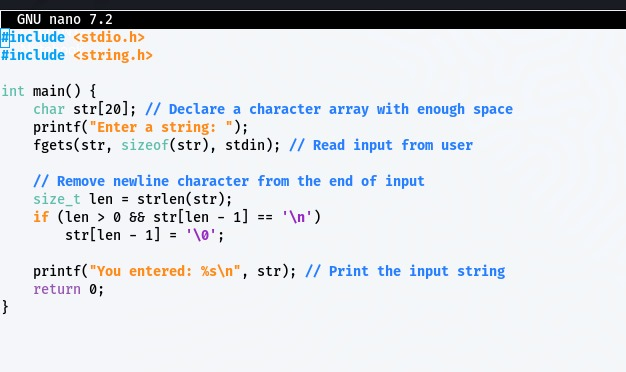 GNU nano 7.2
#include <stdio.h>
#include <string.h>
int main() {
    char str[20]; // Declare a character array with enough space
    printf("Enter a string: ");
    fgets(str, sizeof(str), stdin); // Read input from user
    // Remove newline character from the end of input
    size_t len = strlen(str);
    if (len > 0 && str[len - 1] == '\n')
        str[len - 1] = '\0';
    printf("You entered: %s\n", str); // Print the input string
    return 0;
}